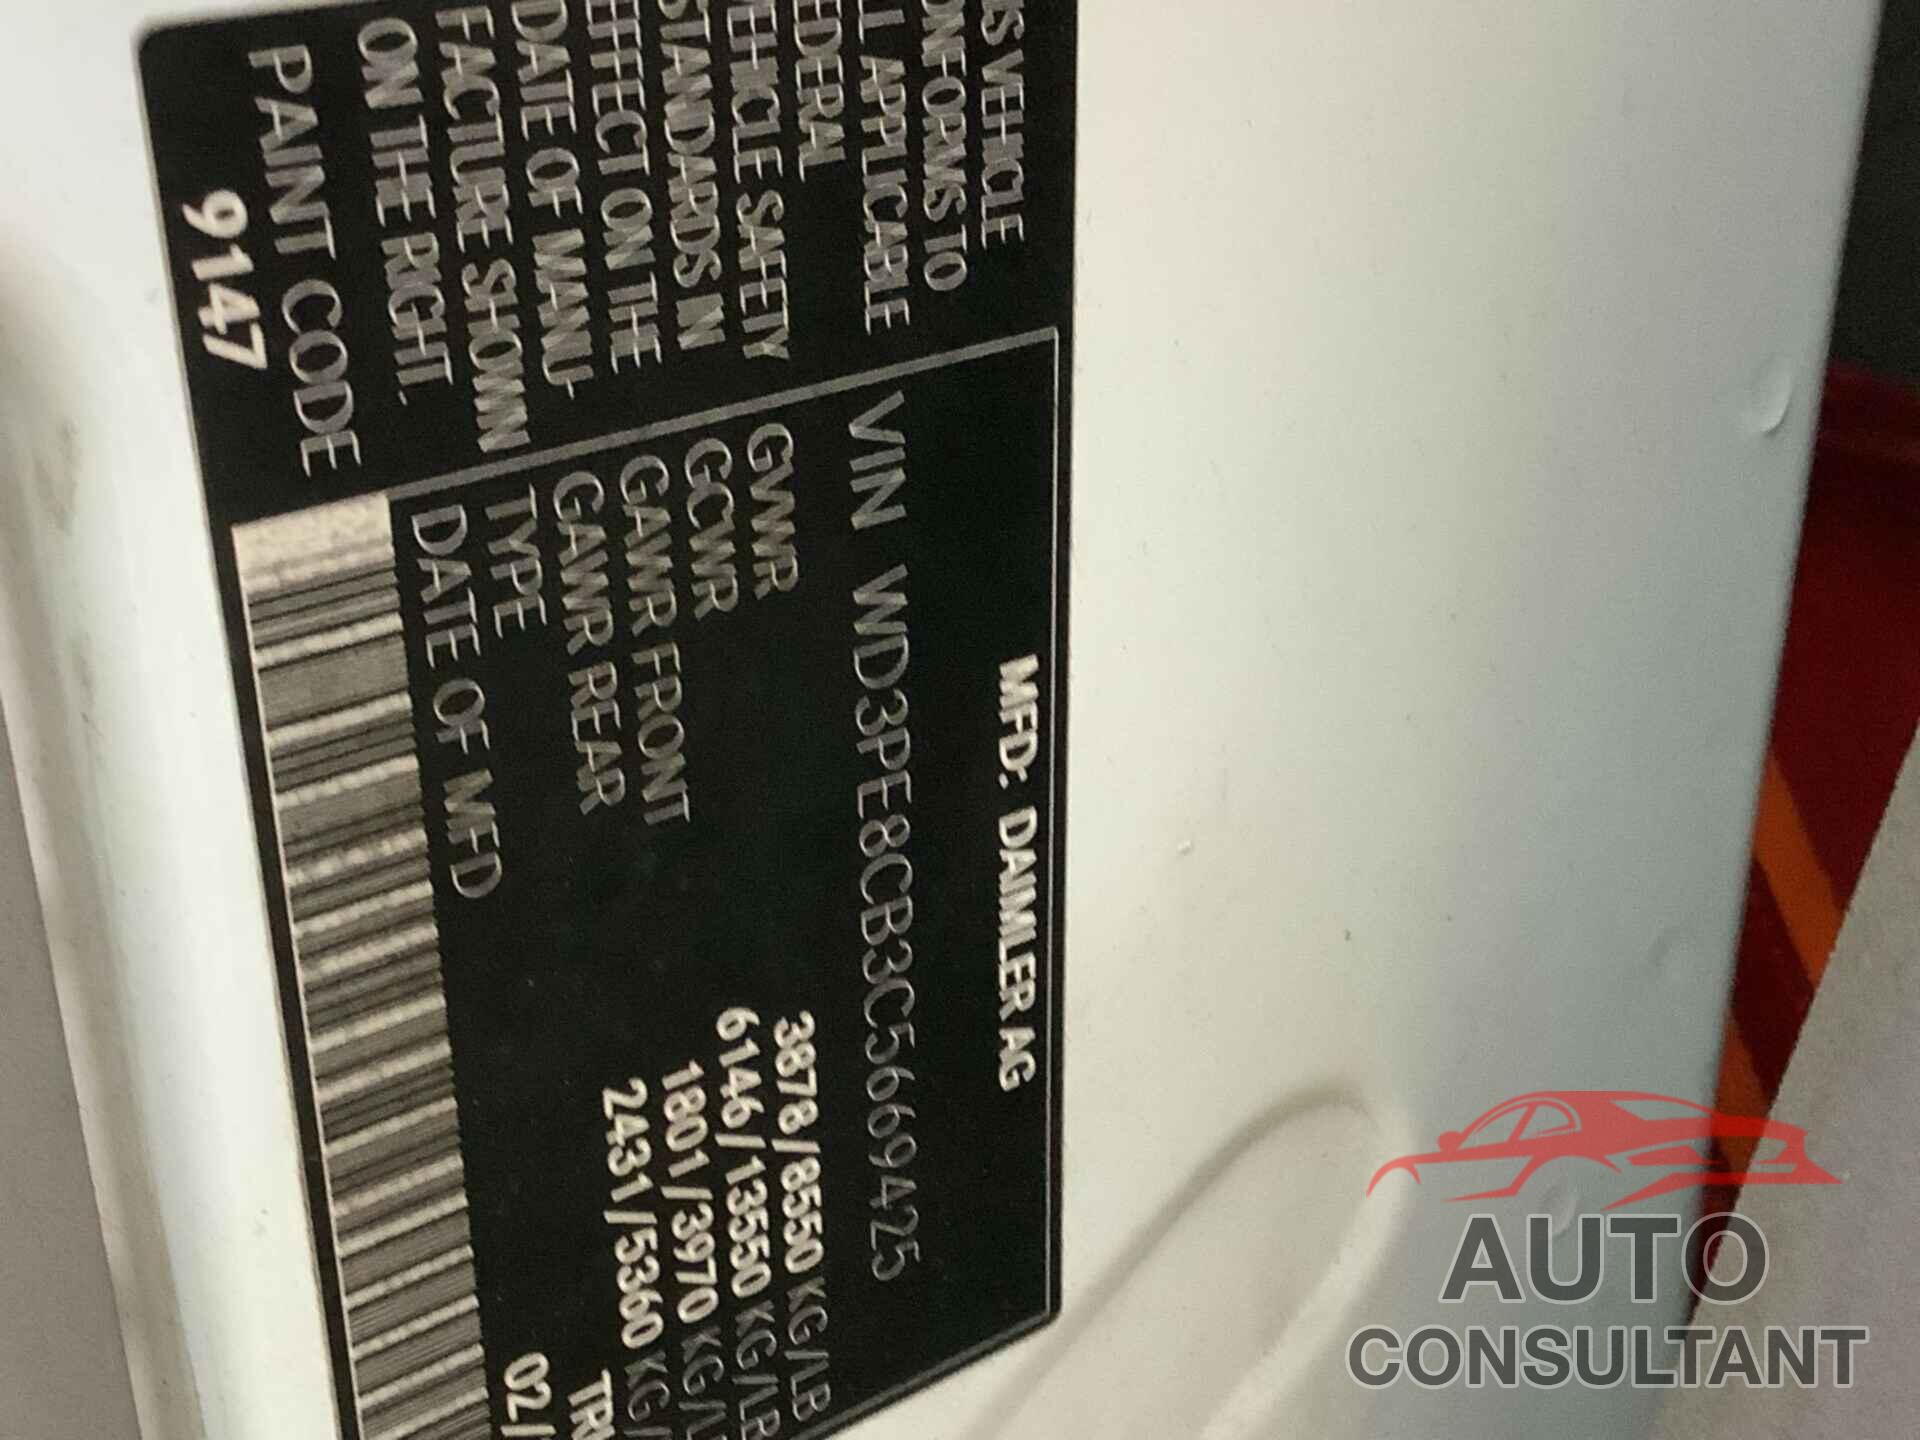 MFD: DAIMLER AG
VIN WD3PE8CB3C5669425
GVWR 3878/8550 KG/LB
GCWR 6146/13550 KG/LB
GAWR FRONT 1801/3970 KG/L
GAWR REAR 2431/5360 KG/
TYPE
DATE OF MFD 02/
VEHICLE
CONFORMS TO
ALL APPLICABLE
FEDERAL
VEHICLE SAFETY
STANDARDS IN
EFFECT ON THE
DATE OF MANU-
FACTURE SHOWN
ON THE RIGHT.
PAINT CODE
9147
AUTO
CONSULTANT